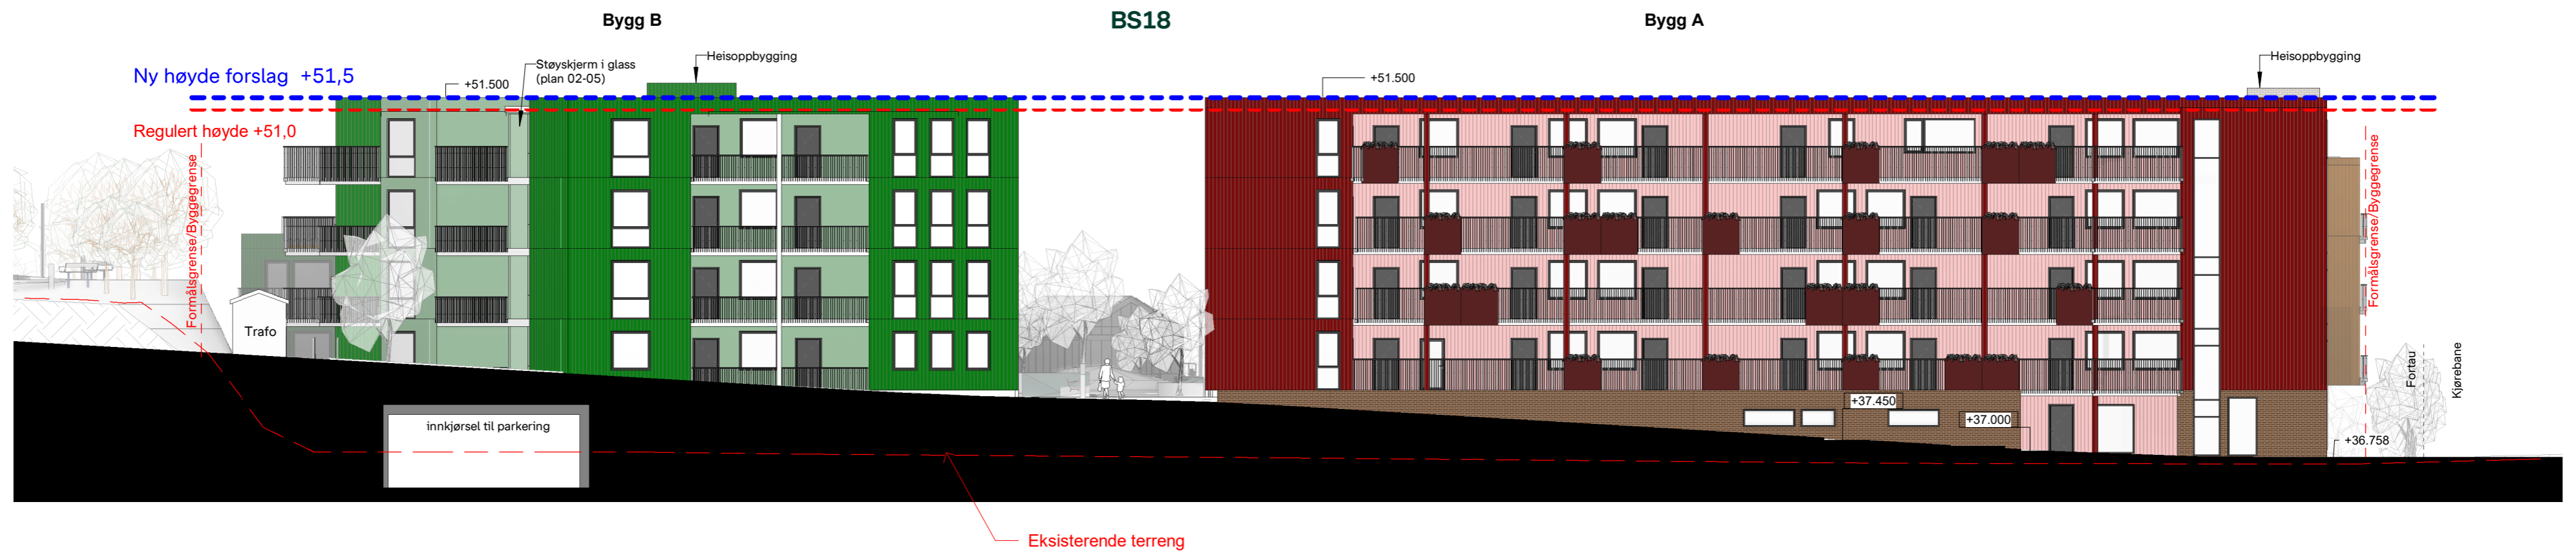 Bygg B
BS18
Bygg A
Ny høyde forslag +51,5
+51.500
Støyskjerm i glass
(plan 02-05)
Heisoppbygging
+51.500
Heisoppbygging
Regulert høyde +51,0
Formålsgrense/Byggegrense
Formålsgrense/Byggegrense
Trafo
Fortau
Kjørebane
innkjørsel til parkering
+37.450
+37.000
+36.758
Eksisterende terreng